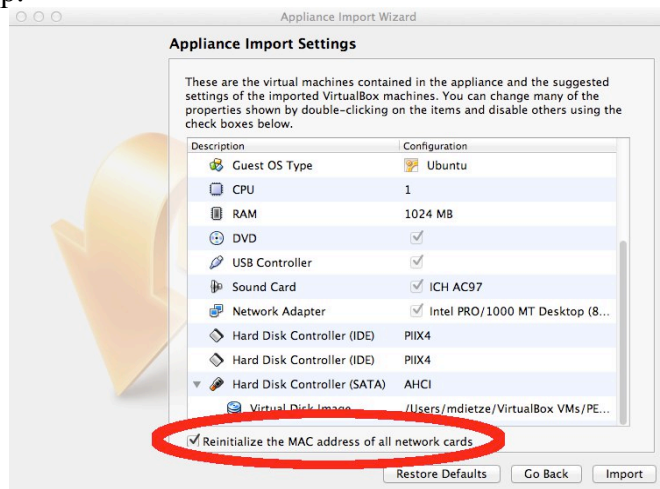 p.
Appliance Import Wizard
Appliance Import Settings
These are the virtual machines contained in the appliance and the suggested
settings of the imported VirtualBox machines. You can change many of the
properties shown by double-clicking on the items and disable others using the
check boxes below.
Description Configuration
Guest OS Type Ubuntu
CPU 1
RAM 1024 MB
DVD
USB Controller
Sound Card ICH AC97
Network Adapter Intel PRO/1000 MT Desktop (8...
Hard Disk Controller (IDE) PIIX4
Hard Disk Controller (IDE) PIIX4
Hard Disk Controller (SATA) AHCI
Virtual Disk Image /Users/mdietze/VirtualBox VMs/PE...
Reinitialize the MAC address of all network cards
Restore Defaults Go Back Import